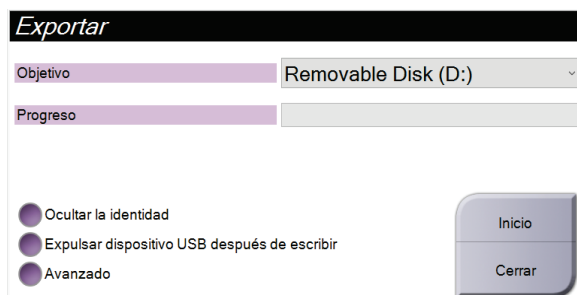 Exportar
Objetivo
Removable Disk (D:)
Progreso
Ocultar la identidad
Expulsar dispositivo USB después de escribir
Avanzado
Inicio
Cerrar